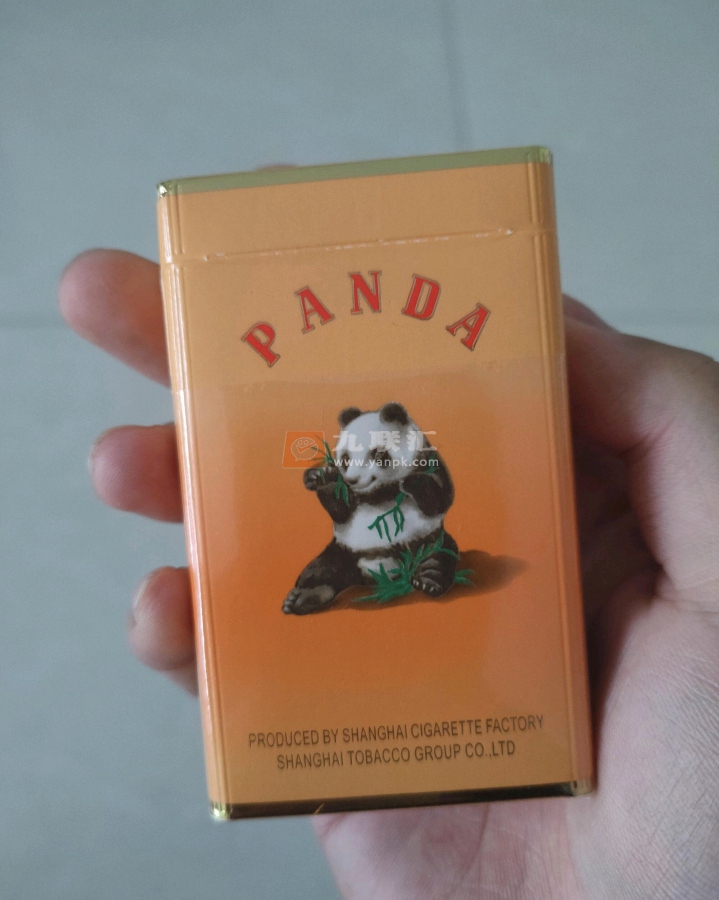 PANDA
九联汇
www.yanpk.com
PRODUCED BY SHANGHAI CIGARETTE FACTORY
SHANGHAI TOBACCO GROUP CO.,LTD